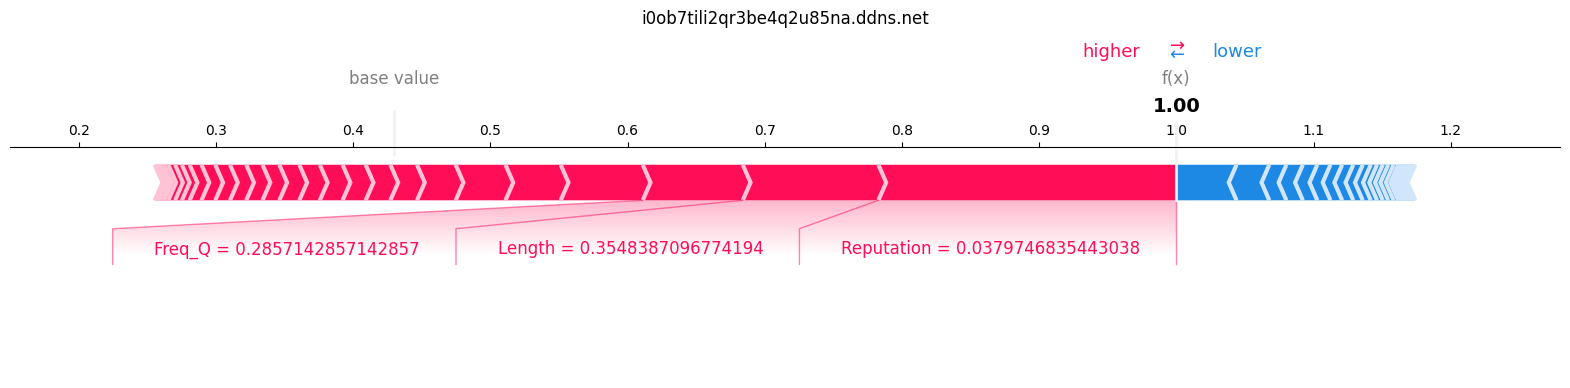 i0ob7tili2qr3be4q2u85na.ddns.net
higher ⇄ lower
base value f(x)
1.00
0.2 0.3 0.4 0.5 0.6 0.7 0.8 0.9 1.0 1.1 1.2
Freq_Q = 0.2857142857142857 Length = 0.3548387096774194 Reputation = 0.0379746835443038